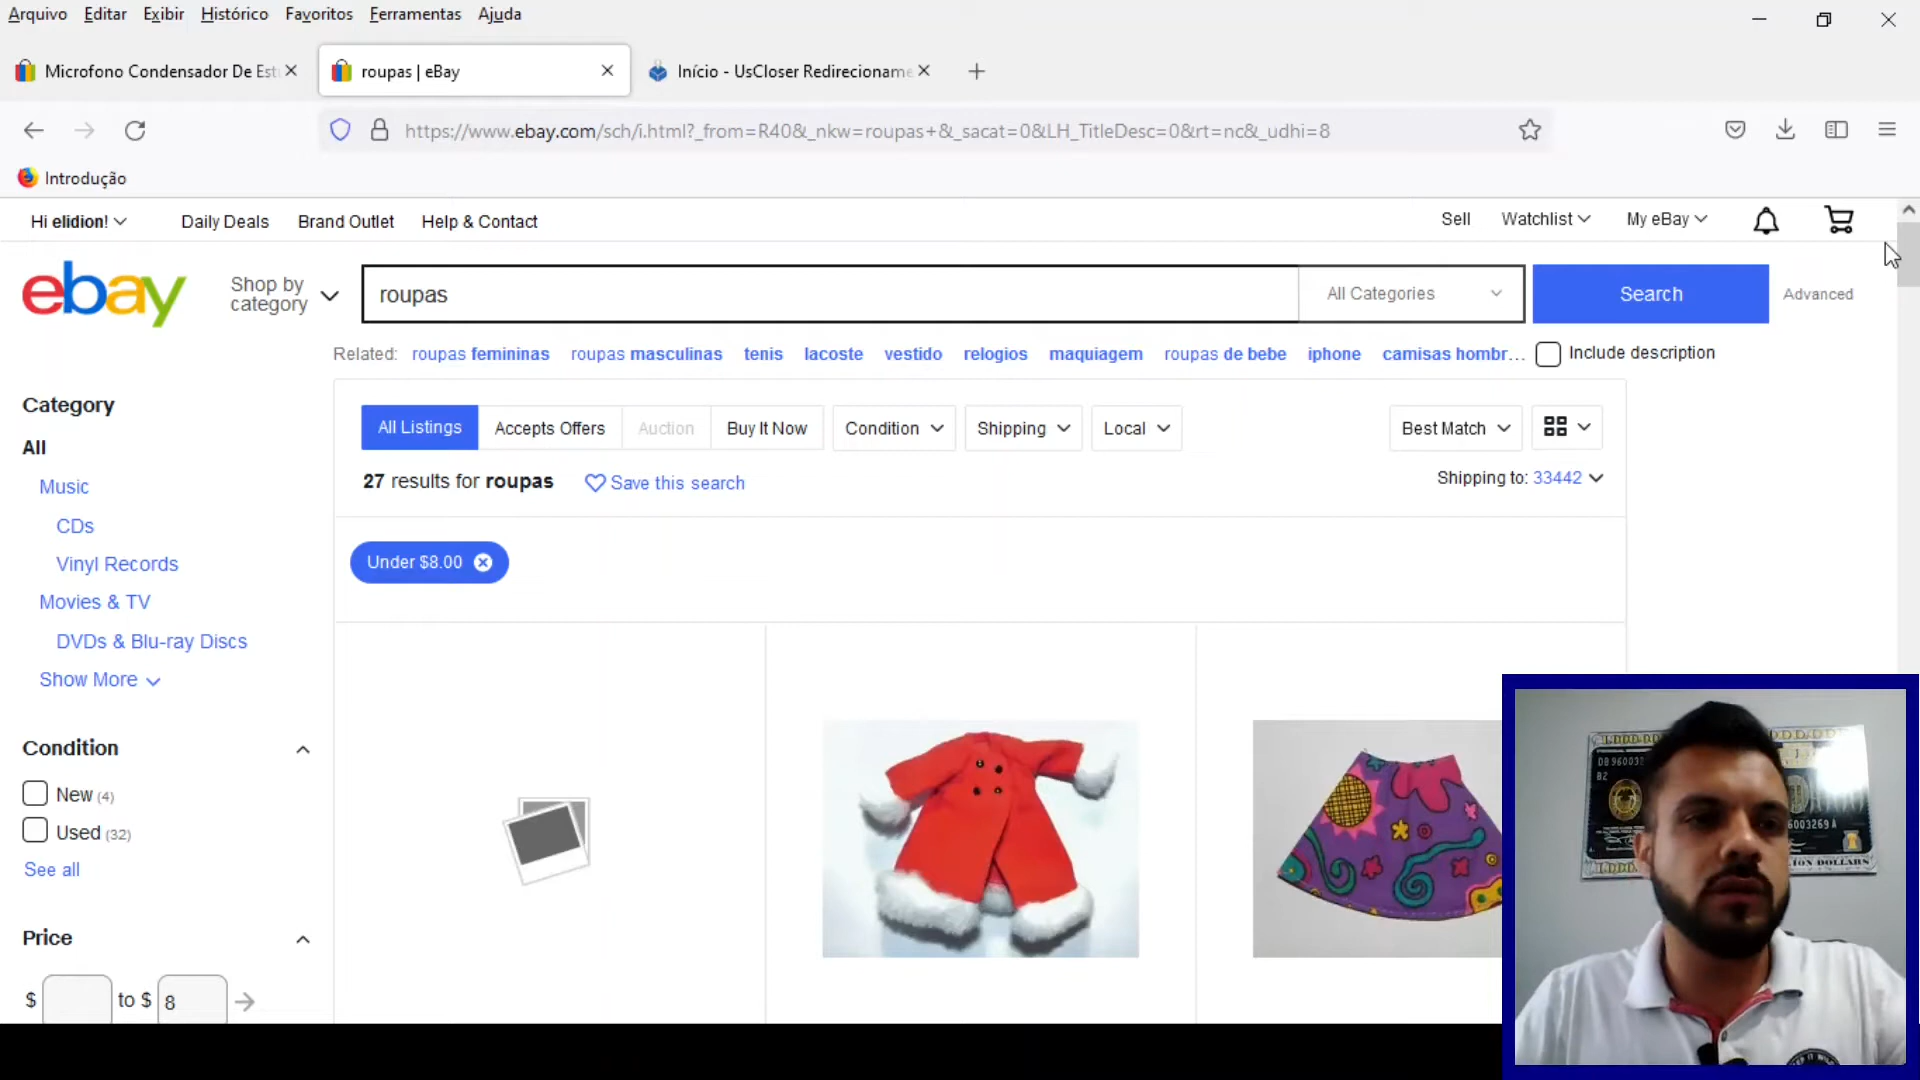 Arquivo Editar Exibir Histórico Favoritos Ferramentas Ajuda
Microfono Condensador De Est
roupas | eBay
Início - UsCloser Redirecioname
https://www.ebay.com/sch/i.html?_from=R40&_nkw=roupas+&_sacat=0&LH_TitleDesc=0&rt=nc&_udhi=8
Introdução
Hi elidion! Daily Deals Brand Outlet Help & Contact Sell Watchlist My eBay
ebay
Shop by category
roupas All Categories Search Advanced
Related: roupas femininas roupas masculinas tenis lacoste vestido relogios maquiagem roupas de bebe iphone camisas hombr... Include description
Category
All
Music
CDs
Vinyl Records
Movies & TV
DVDs & Blu-ray Discs
Show More
Condition
New (4)
Used (32)
See all
Price
$ to $ 8
All Listings Accepts Offers Auction Buy It Now Condition Shipping Local Best Match
27 results for roupas Save this search Shipping to: 33442
Under $8.00